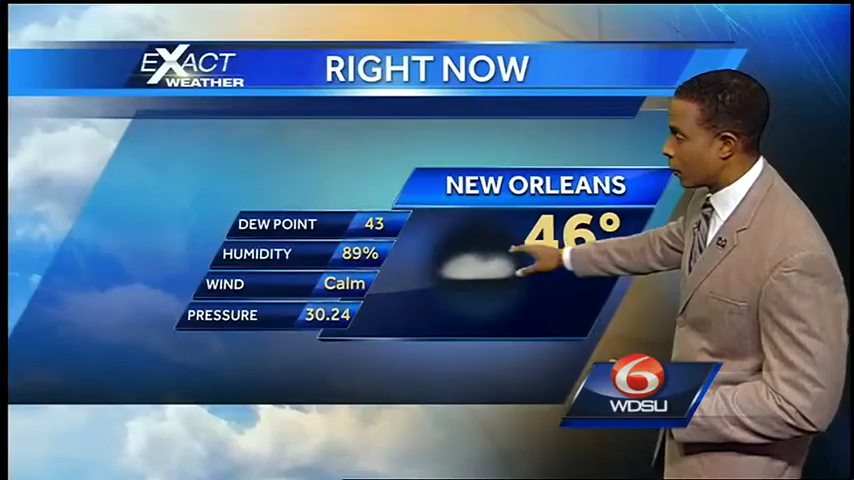 EXACT
WEATHER
RIGHT NOW
NEW ORLEANS
46°
DEW POINT 43
HUMIDITY 89%
WIND Calm
PRESSURE 30.24
6
WDSU